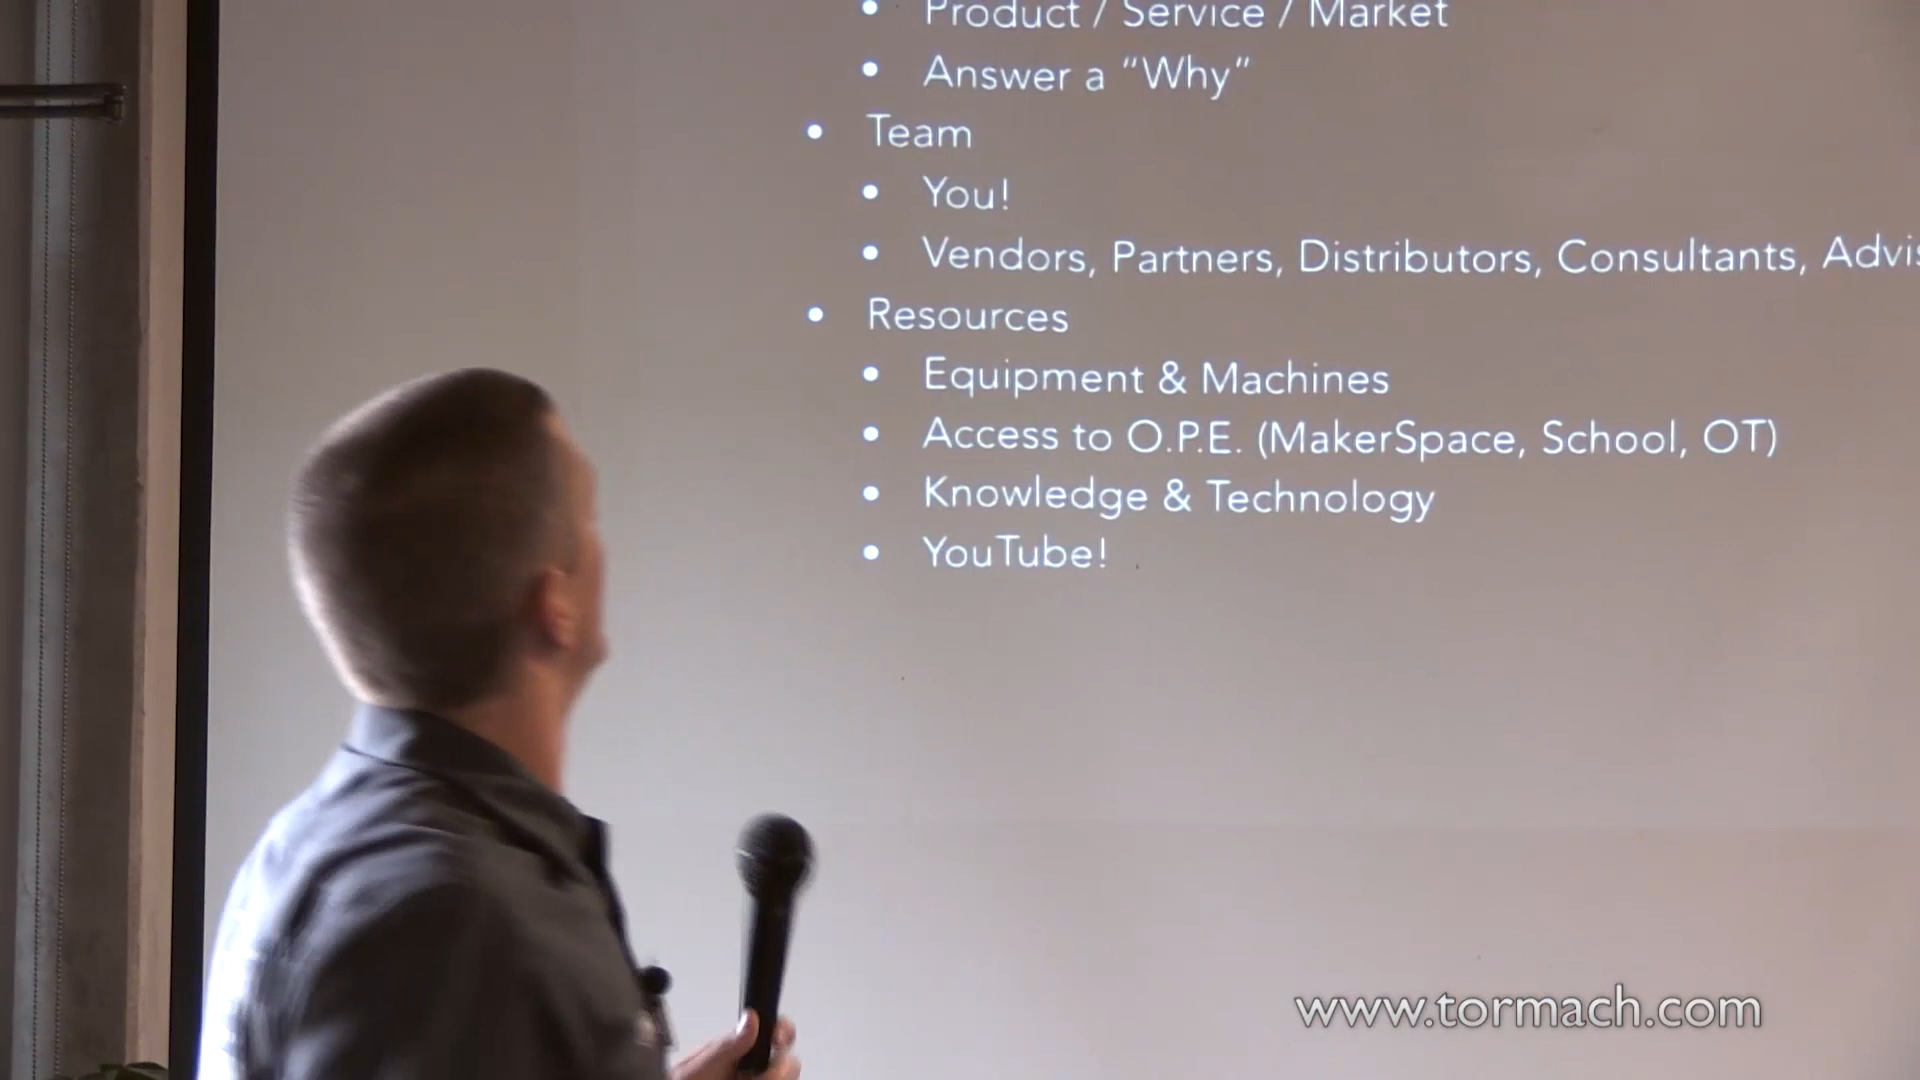 • Product / Service / Market
• Answer a “Why”
• Team
• You!
• Vendors, Partners, Distributors, Consultants,
• Resources
• Equipment & Machines
• Access to O.P.E. (MakerSpace, School, OT)
• Knowledge & Technology
• YouTube!
www.tormach.com